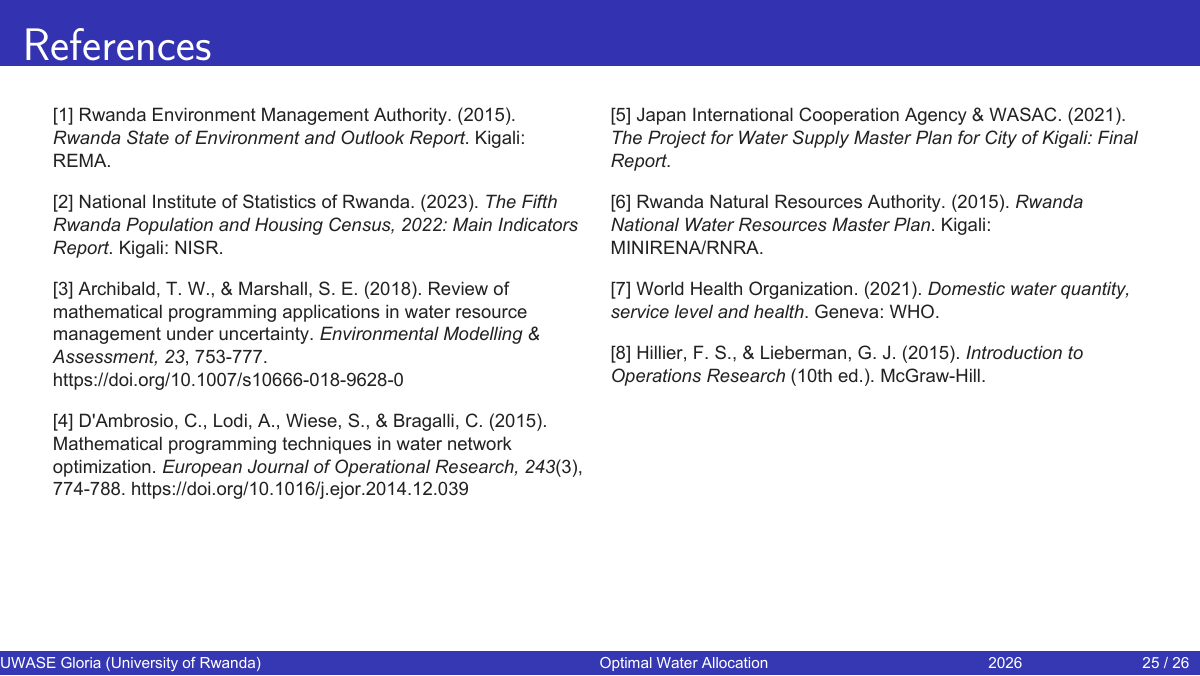 References
[1] Rwanda Environment Management Authority. (2015).
Rwanda State of Environment and Outlook Report. Kigali:
REMA.
[2] National Institute of Statistics of Rwanda. (2023). The Fifth
Rwanda Population and Housing Census, 2022: Main Indicators
Report. Kigali: NISR.
[3] Archibald, T. W., & Marshall, S. E. (2018). Review of
mathematical programming applications in water resource
management under uncertainty. Environmental Modelling &
Assessment, 23, 753-777.
https://doi.org/10.1007/s10666-018-9628-0
[4] D'Ambrosio, C., Lodi, A., Wiese, S., & Bragalli, C. (2015).
Mathematical programming techniques in water network
optimization. European Journal of Operational Research, 243(3),
774-788. https://doi.org/10.1016/j.ejor.2014.12.039
[5] Japan International Cooperation Agency & WASAC. (2021).
The Project for Water Supply Master Plan for City of Kigali: Final
Report.
[6] Rwanda Natural Resources Authority. (2015). Rwanda
National Water Resources Master Plan. Kigali:
MINIRENA/RNRA.
[7] World Health Organization. (2021). Domestic water quantity,
service level and health. Geneva: WHO.
[8] Hillier, F. S., & Lieberman, G. J. (2015). Introduction to
Operations Research (10th ed.). McGraw-Hill.
UWASE Gloria (University of Rwanda) Optimal Water Allocation 2026 25 / 26